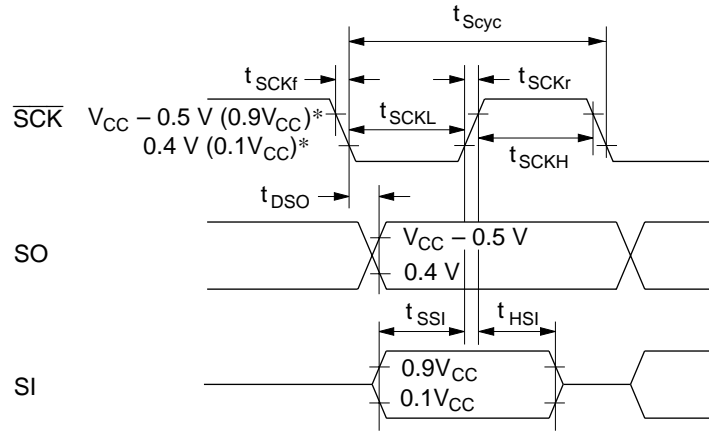 tScyc
tSCKf
tSCKr
SCK
VCC – 0.5 V (0.9VCC)*
tSCKL
0.4 V (0.1VCC)*
tSCKH
tDSO
SO
VCC – 0.5 V
0.4 V
tSSI
tHSI
SI
0.9VCC
0.1VCC